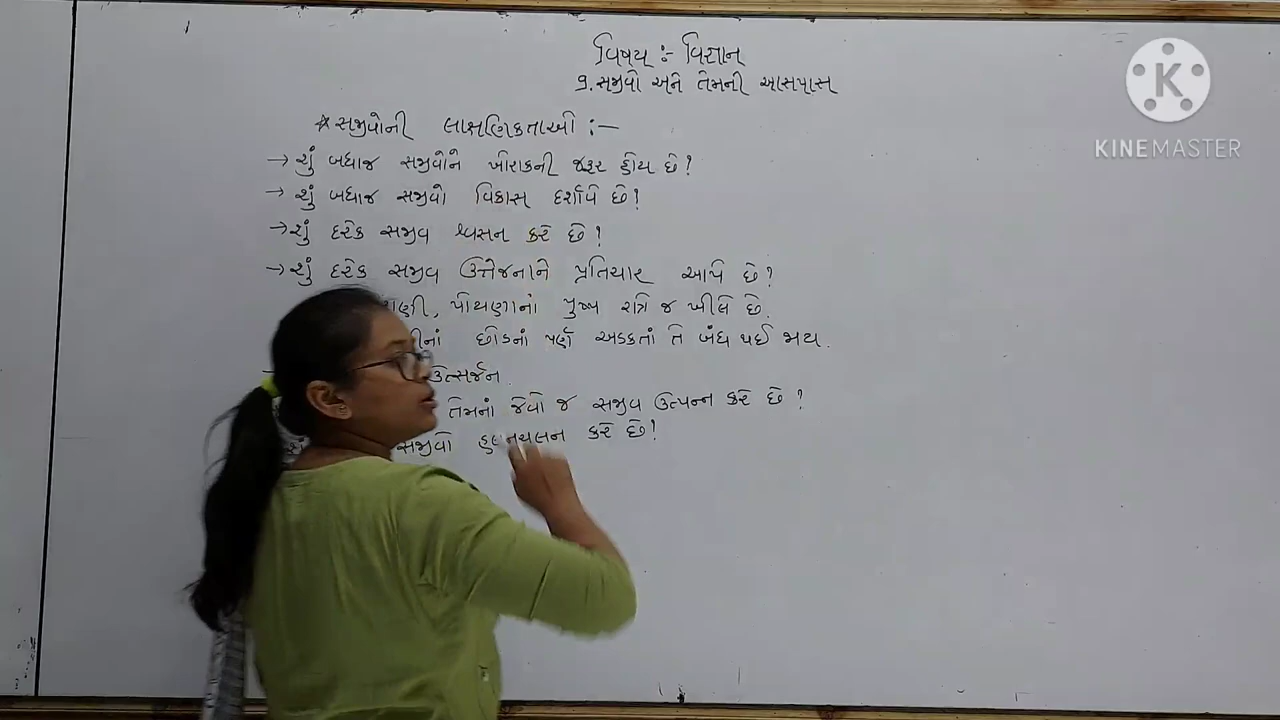 વિષય :- વિજ્ઞાન
૭. સજીવો અને તેમની આસપાસ
* સજીવોની લાક્ષણિકતાઓ :-
→ શું બધાજ સજીવોને ખોરાકની જરૂર હોય છે?
→ શું બધાજ સજીવો વિકાસ દર્શાવે છે?
→ શું દરેક સજીવ શ્વસન કરે છે?
→ શું દરેક સજીવ ઉત્તેજનાને પ્રતિચાર આપે છે?
પોયણાનાં પુષ્પ રાત્રિ જ ખીલે છે.
છોડનાં પર્ણ અડકતાં તે બંધ થઈ જાય.
ઉત્સર્જન.
તેમનાં જેવો જ સજીવ ઉત્પન્ન કરે છે?
સજીવો હલનચલન કરે છે?
K
KINEMASTER